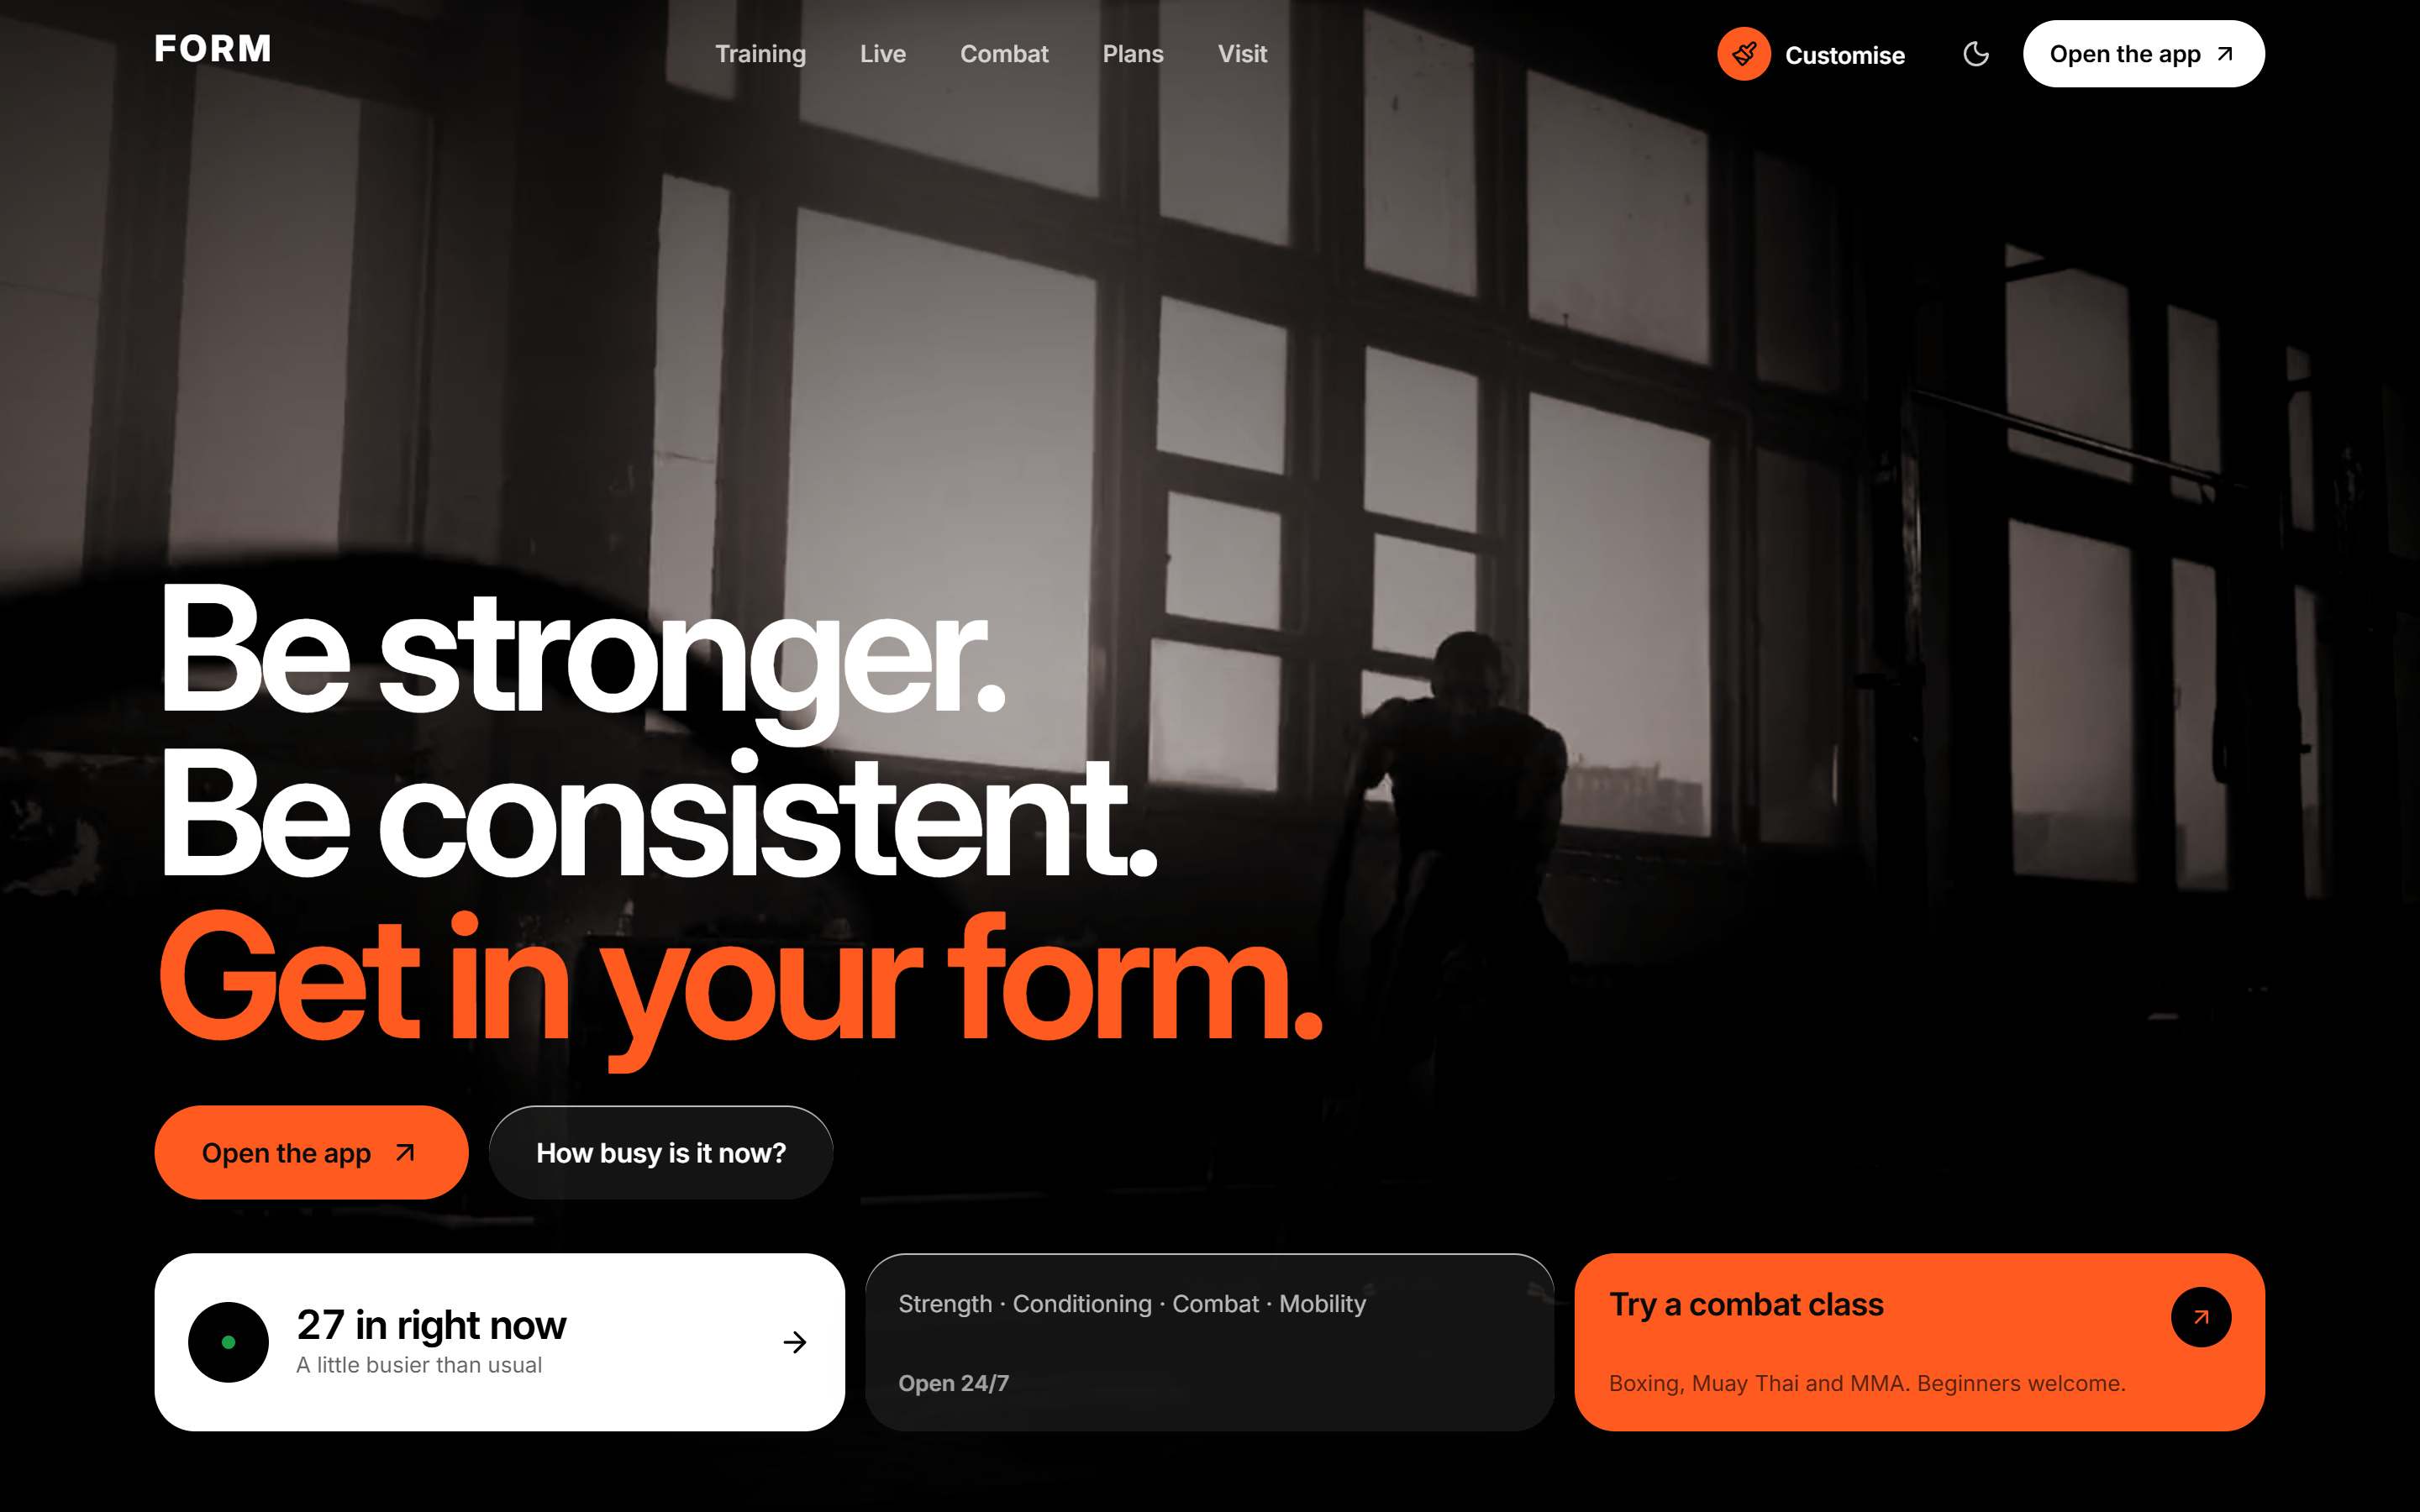 FORM
Training
Live
Combat
Plans
Visit
Customise
Open the app
Be stronger.
Be consistent.
Get in your form.
Open the app
How busy is it now?
27 in right now
A little busier than usual
Strength · Conditioning · Combat · Mobility
Open 24/7
Try a combat class
Boxing, Muay Thai and MMA. Beginners welcome.